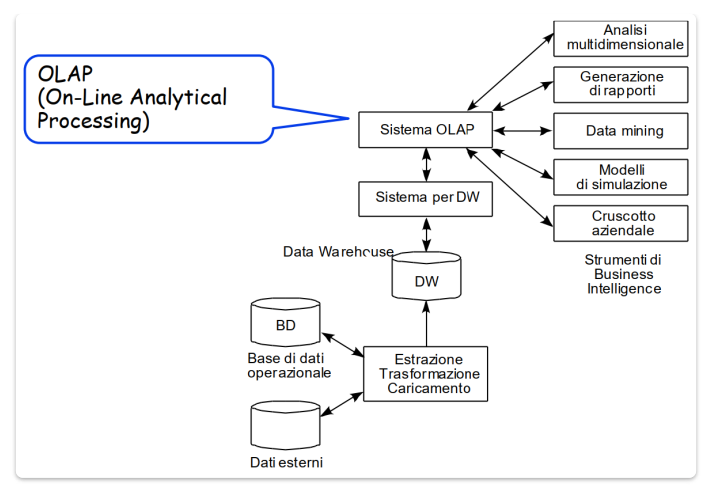 OLAP
(On-Line Analytical
Processing)
Analisi
multidimensionale
Generazione
di rapporti
Sistema OLAP
Data mining
Modelli
di simulazione
Sistema per DW
Cruscotto
aziendale
Data Warehouse
Strumenti di
Business
Intelligence
DW
BD
Base di dati
operazionale
Estrazione
Trasformazione
Caricamento
Dati esterni